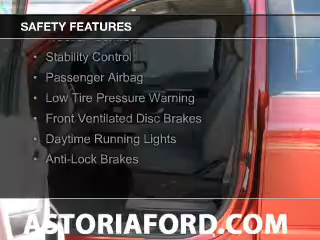 SAFETY FEATURES
• Stability Control
• Passenger Airbag
• Low Tire Pressure Warning
• Front Ventilated Disc Brakes
• Daytime Running Lights
• Anti-Lock Brakes
ASTORIAFORD.COM